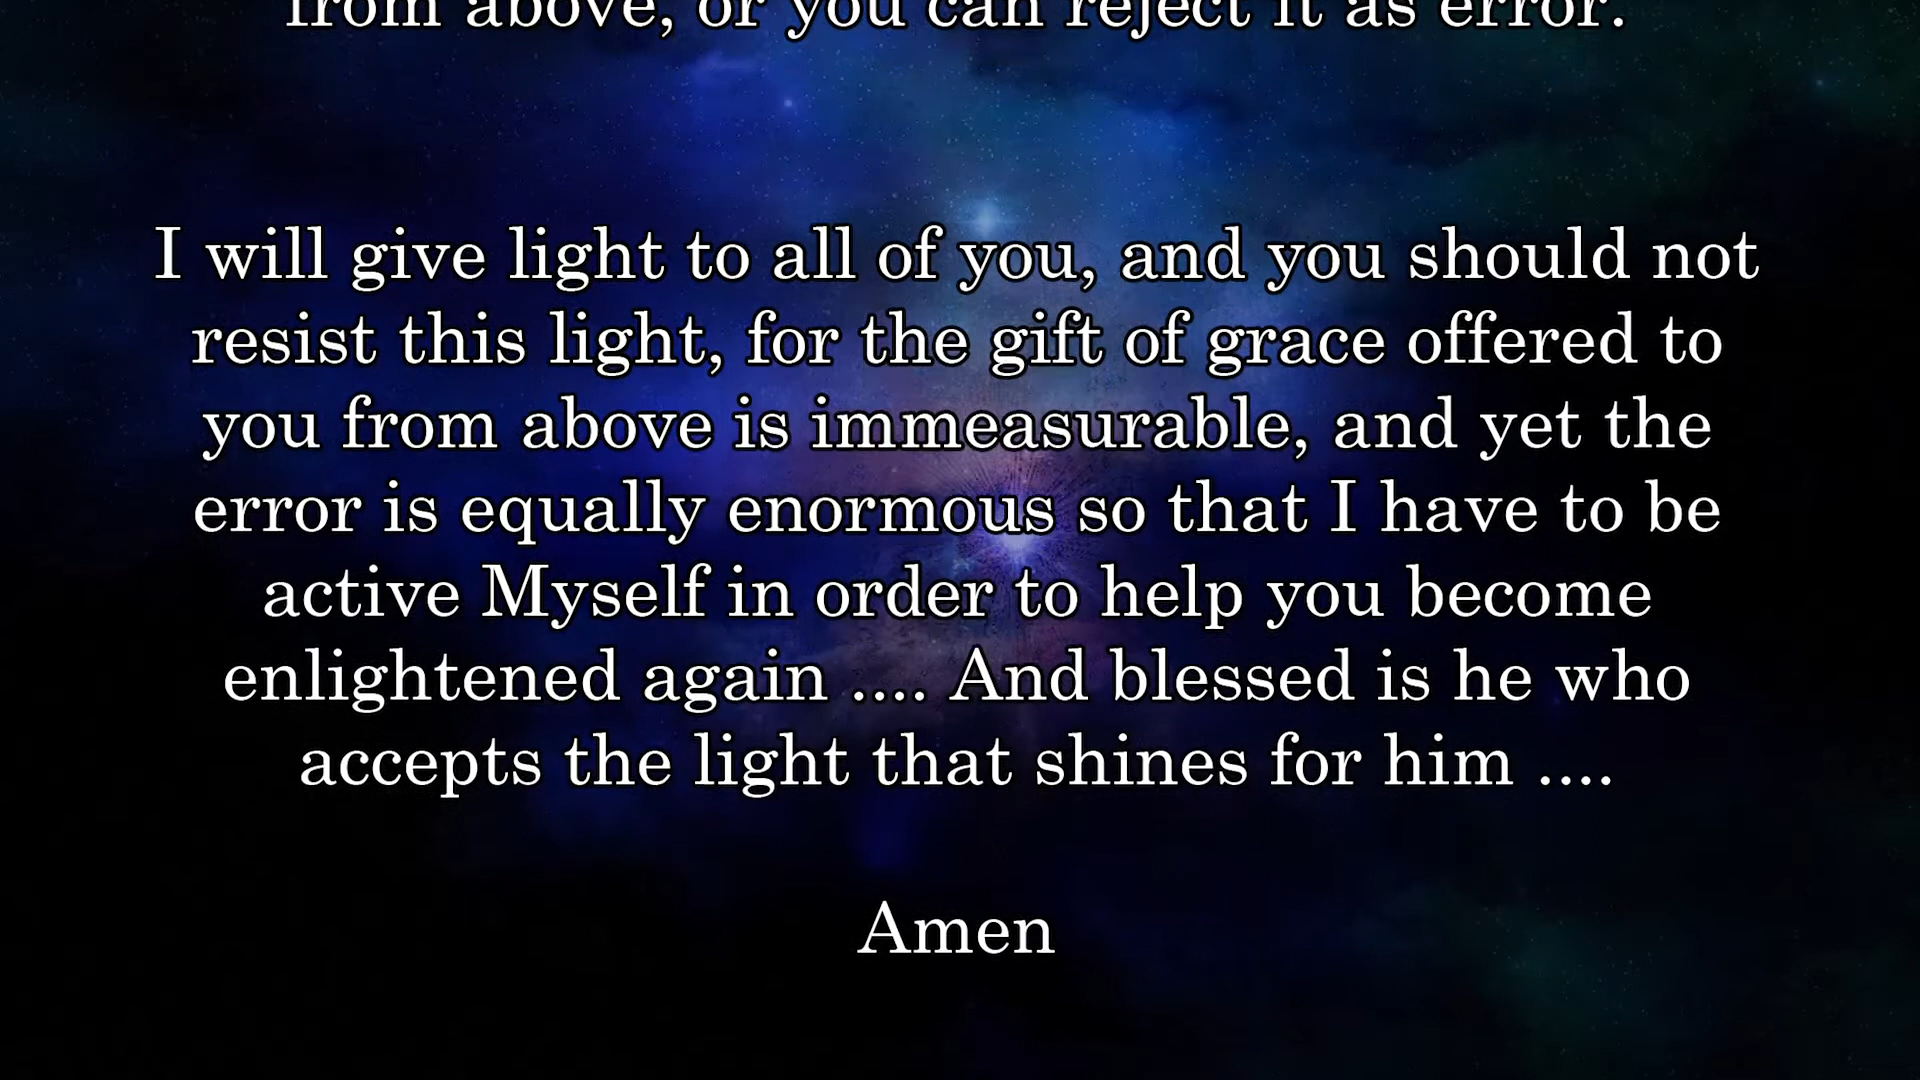 from above, or you can reject it as error.
I will give light to all of you, and you should not
resist this light, for the gift of grace offered to
you from above is immeasurable, and yet the
error is equally enormous so that I have to be
active Myself in order to help you become
enlightened again .... And blessed is he who
accepts the light that shines for him ....
Amen